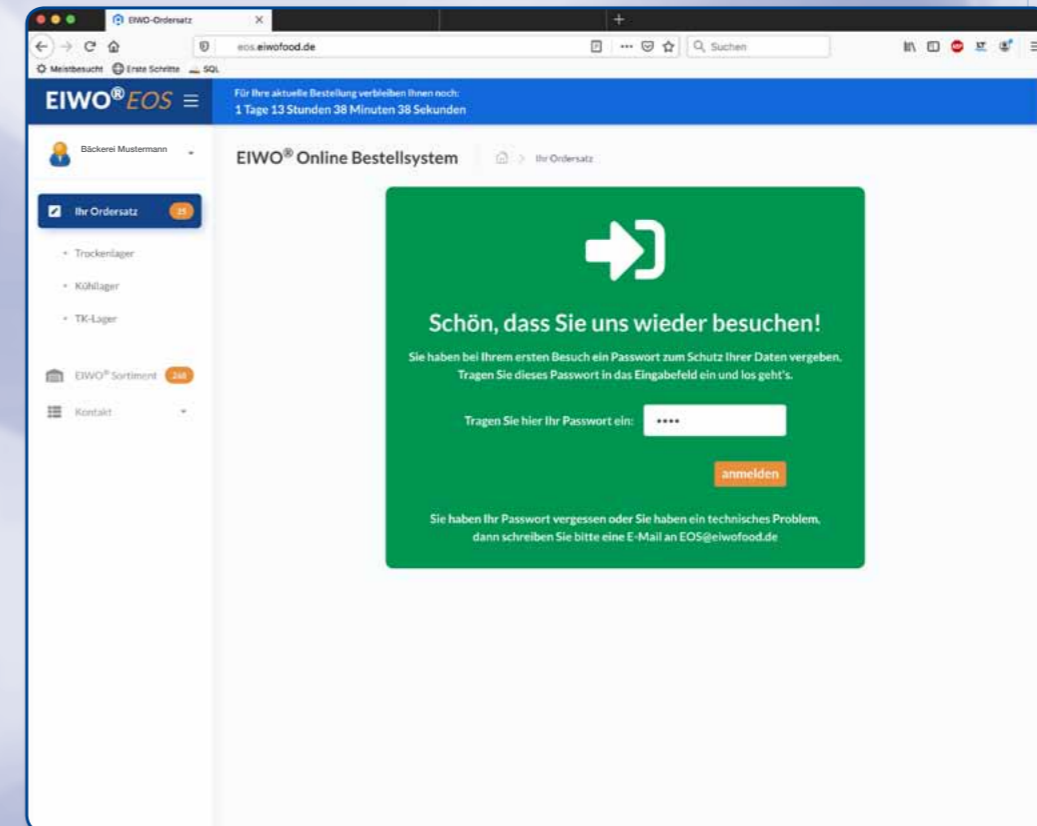 EIWO-Ordersatz
eos.eiwofood.de
Suchen
Meistbesucht Erste Schritte SQL
EIWO® EOS
Für Ihre aktuelle Bestellung verbleiben Ihnen noch:
1 Tage 13 Stunden 38 Minuten 38 Sekunden
Bäckerei Mustermann
EIWO® Online Bestellsystem
Ihr Ordersatz
Ihr Ordersatz 35
Trockenlager
Kühllager
TK-Lager
EIWO® Sortiment 268
Kontakt
Schön, dass Sie uns wieder besuchen!
Sie haben bei Ihrem ersten Besuch ein Passwort zum Schutz Ihrer Daten vergeben.
Tragen Sie dieses Passwort in das Eingabefeld ein und los geht's.
Tragen Sie hier Ihr Passwort ein: ••••
anmelden
Sie haben Ihr Passwort vergessen oder Sie haben ein technisches Problem,
dann schreiben Sie bitte eine E-Mail an EOS@eiwofood.de